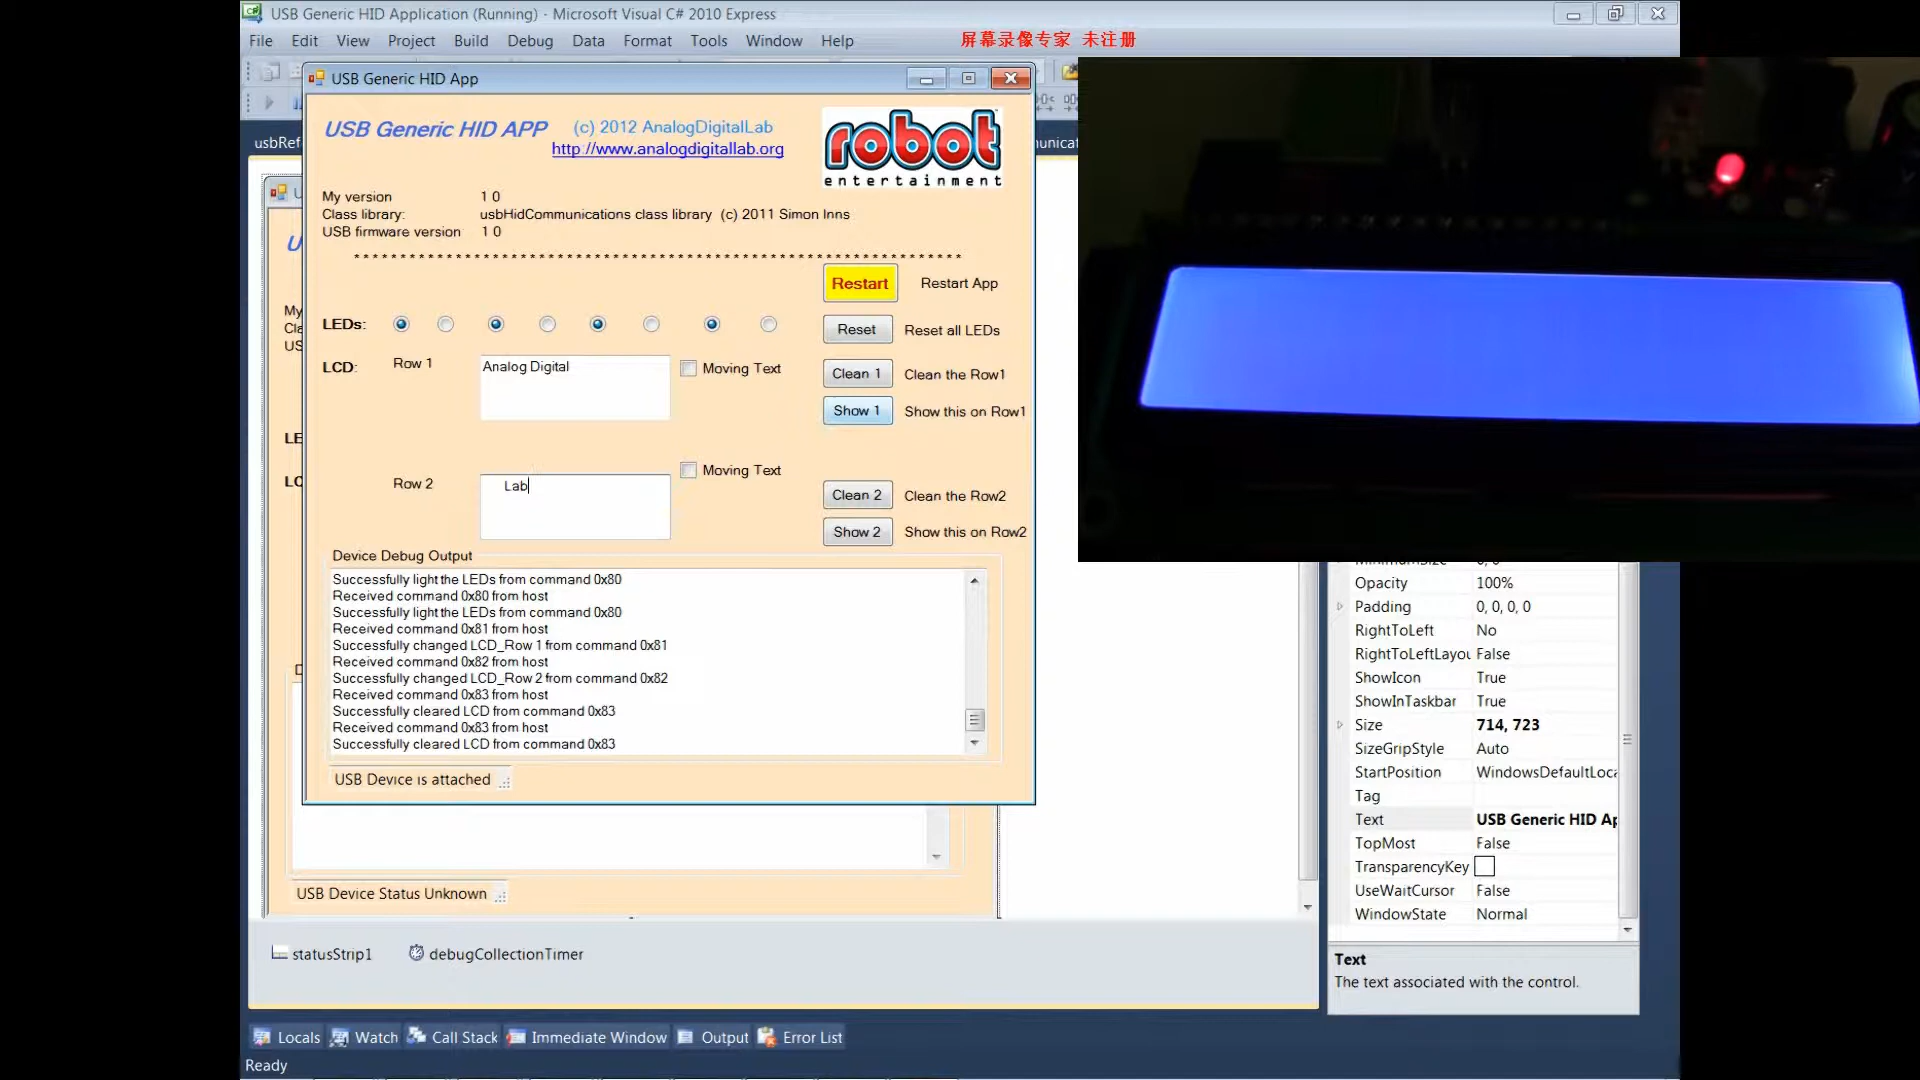 USB Generic HID Application (Running) - Microsoft Visual C# 2010 Express
File Edit View Project Build Debug Data Format Tools Window Help
屏幕录像专家 未注册
USB Generic HID App
usbRef
USB Generic HID APP (c) 2012 AnalogDigitalLab
http://www.analogdigitallab.org
robot
entertainment
My version 1 0
Class library: usbHidCommunications class library (c) 2011 Simon Inns
USB firmware version 1 0
Restart Restart App
LEDs: Reset Reset all LEDs
LCD: Row 1 Analog Digital Moving Text Clean 1 Clean the Row1
Show 1 Show this on Row1
Row 2 Lab Moving Text Clean 2 Clean the Row2
Show 2 Show this on Row2
Device Debug Output
Successfully light the LEDs from command 0x80
Received command 0x80 from host
Successfully light the LEDs from command 0x80
Received command 0x81 from host
Successfully changed LCD_Row 1 from command 0x81
Received command 0x82 from host
Successfully changed LCD_Row 2 from command 0x82
Received command 0x83 from host
Successfully cleared LCD from command 0x83
Received command 0x83 from host
Successfully cleared LCD from command 0x83
USB Device is attached
USB Device Status Unknown
statusStrip1 debugCollectionTimer
Opacity 100%
Padding 0, 0, 0, 0
RightToLeft No
RightToLeftLayou False
ShowIcon True
ShowInTaskbar True
Size 714, 723
SizeGripStyle Auto
StartPosition WindowsDefaultLoca
Tag
Text USB Generic HID Ap
TopMost False
TransparencyKey
UseWaitCursor False
WindowState Normal
Text
The text associated with the control.
Locals Watch Call Stack Immediate Window Output Error List
Ready